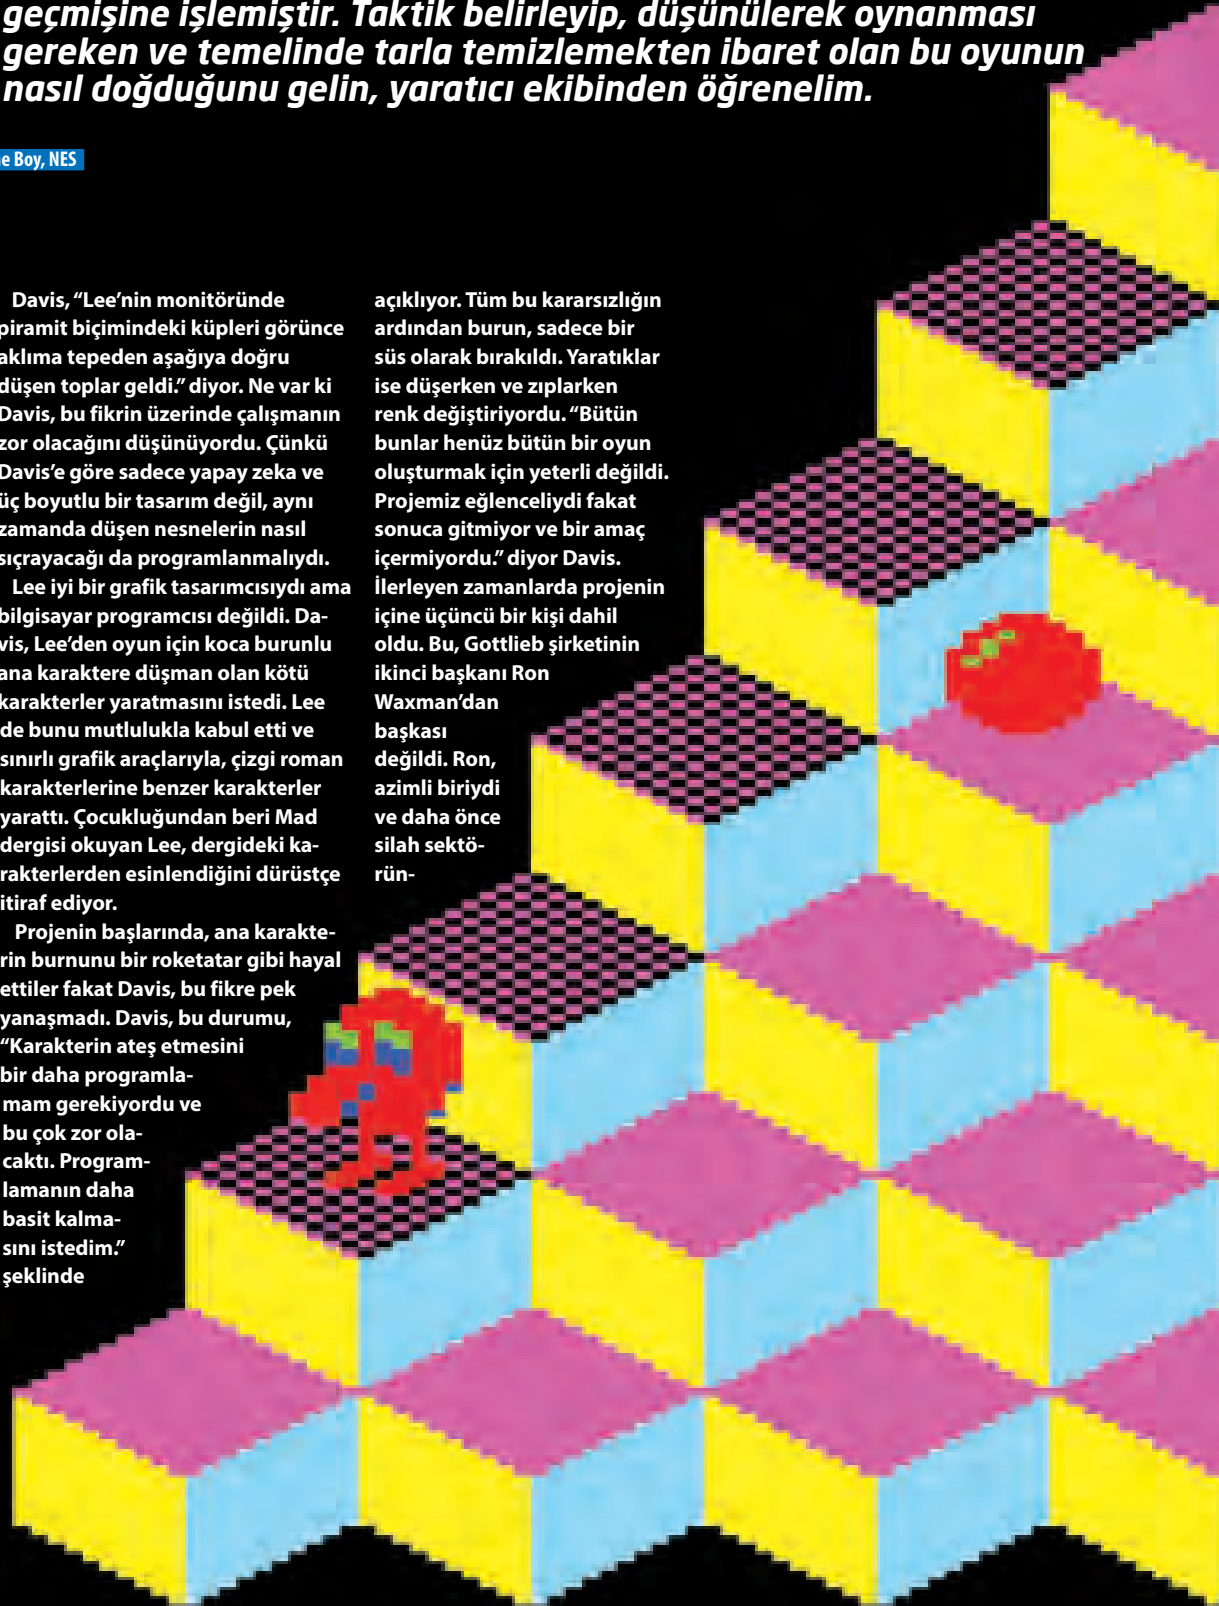 geçmişine işlemiştir. Taktik belirleyip, düşünülerek oynanması
gereken ve temelinde tarla temizlemekten ibaret olan bu oyunun
nasıl doğduğunu gelin, yaratıcı ekibinden öğrenelim.
Boy, NES
Davis, “Lee’nin monitöründe
piramit biçimindeki küpleri görünce
aklıma tepeden aşağıya doğru
düşen toplar geldi.” diyor. Ne var ki
Davis, bu fikrin üzerinde çalışmanın
zor olacağını düşünüyordu. Çünkü
Davis’e göre sadece yapay zeka ve
üç boyutlu bir tasarım değil, aynı
zamanda düşen nesnelerin nasıl
sıçrayacağı da programlanmalıydı.
Lee iyi bir grafik tasarımcısıydı ama
bilgisayar programcısı değildi. Da-
vis, Lee’den oyun için koca burunlu
ana karaktere düşman olan kötü
karakterler yaratmasını istedi. Lee
de bunu mutlulukla kabul etti ve
sınırlı grafik araçlarıyla, çizgi roman
karakterlerine benzer karakterler
yarattı. Çocukluğundan beri Mad
dergisi okuyan Lee, dergideki ka-
rakterlerden esinlendiğini dürüstçe
itiraf ediyor.
Projenin başlarında, ana karakte-
rin burnunu bir roketatar gibi hayal
ettiler fakat Davis, bu fikre pek
yanaşmadı. Davis, bu durumu,
“Karakterin ateş etmesini
bir daha programla-
mam gerekiyordu ve
bu çok zor ola-
caktı. Program-
lamanın daha
basit kalma-
sını istedim.”
şeklinde
açıklıyor. Tüm bu kararsızlığın
ardından burun, sadece bir
süs olarak bırakıldı. Yaratıklar
ise düşerken ve zıplarken
renk değiştiriyordu. “Bütün
bunlar henüz bütün bir oyun
oluşturmak için yeterli değildi.
Projemiz eğlenceliydi fakat
sonuca gitmiyor ve bir amaç
içermiyordu.” diyor Davis.
İlerleyen zamanlarda projenin
içine üçüncü bir kişi dahil
oldu. Bu, Gottlieb şirketinin
ikinci başkanı Ron
Waxman’dan
başkası
değildi. Ron,
azimli biriydi
ve daha önce
silah sektö-
rün-